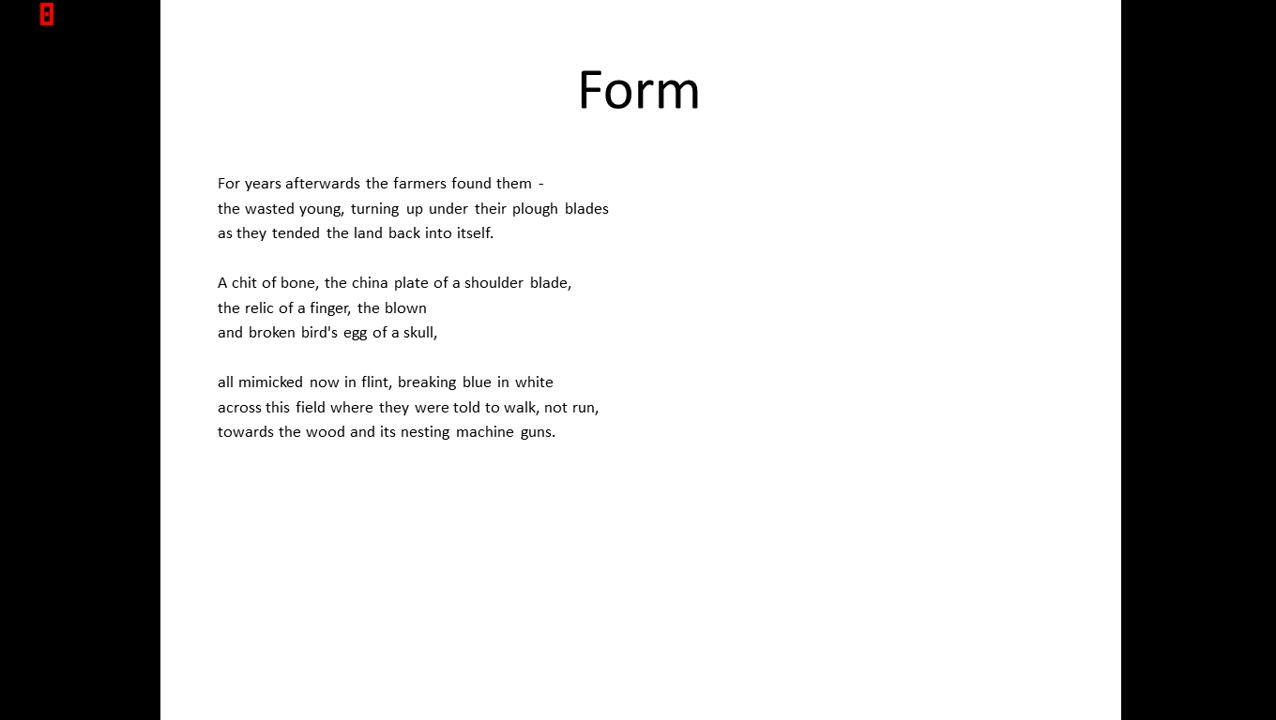 Form
For years afterwards the farmers found them -
the wasted young, turning up under their plough blades
as they tended the land back into itself.
A chit of bone, the china plate of a shoulder blade,
the relic of a finger, the blown
and broken bird's egg of a skull,
all mimicked now in flint, breaking blue in white
across this field where they were told to walk, not run,
towards the wood and its nesting machine guns.